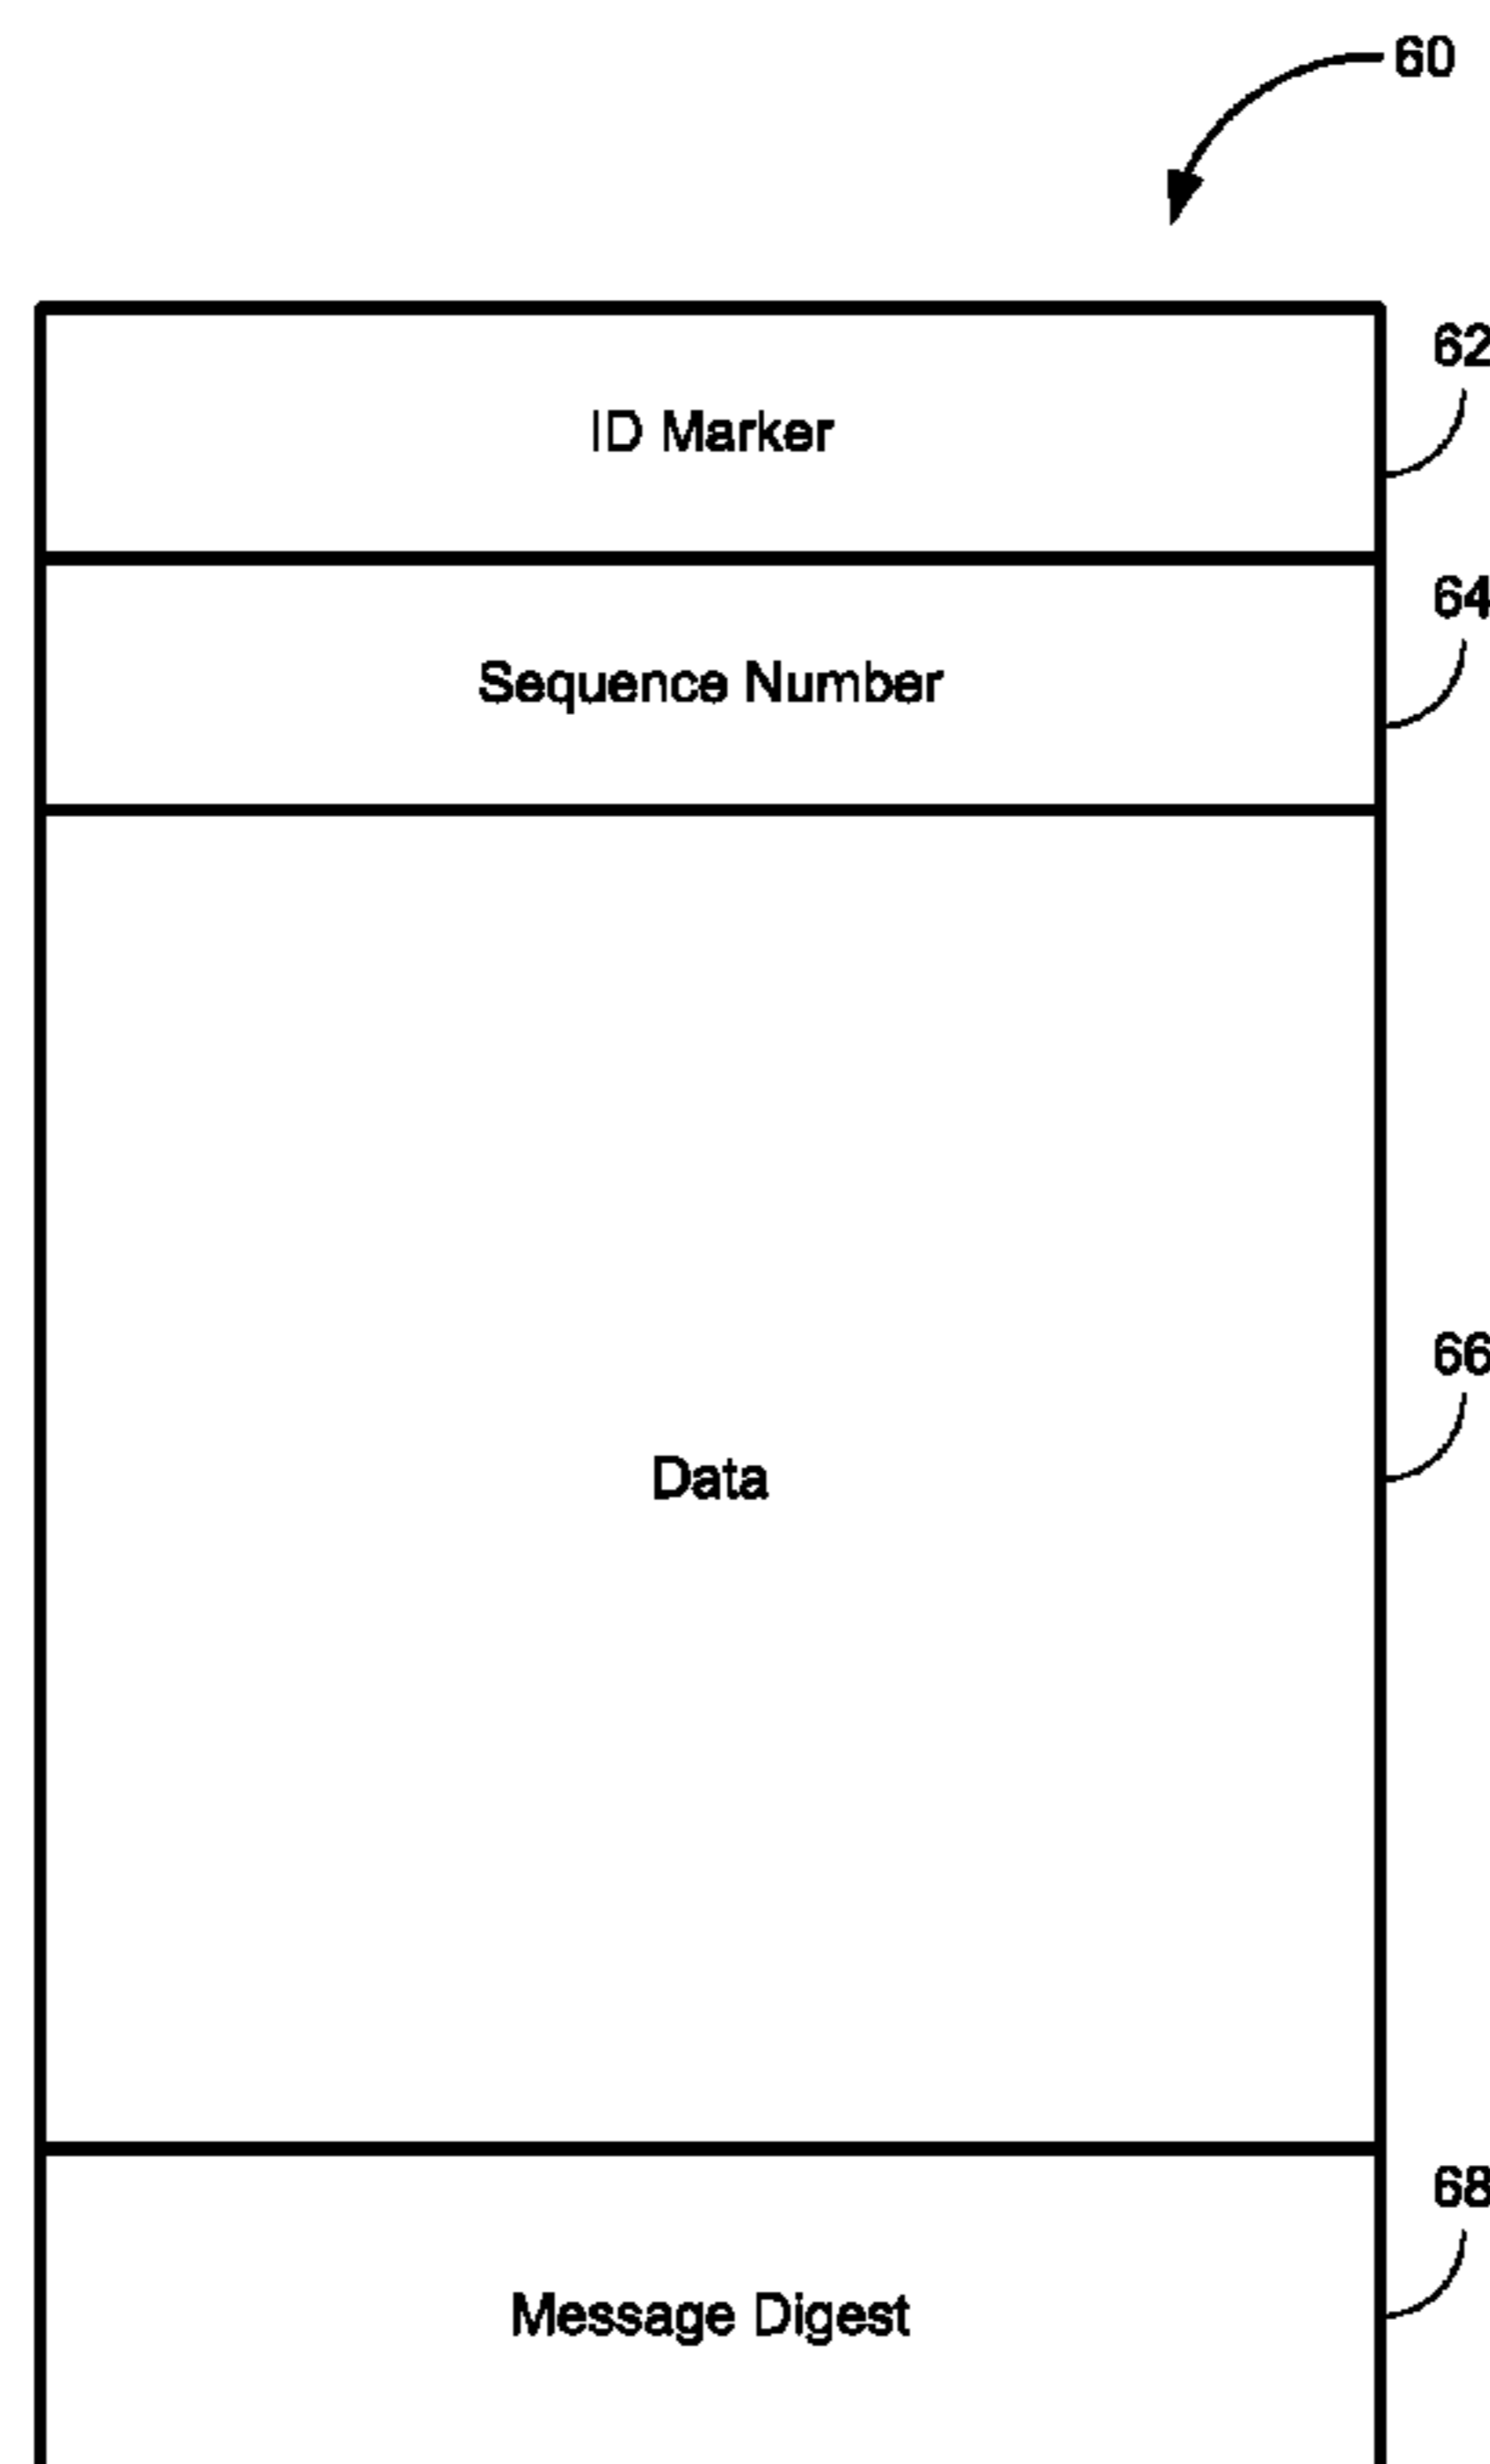 60
62
ID Marker
64
Sequence Number
66
Data
68
Message Digest